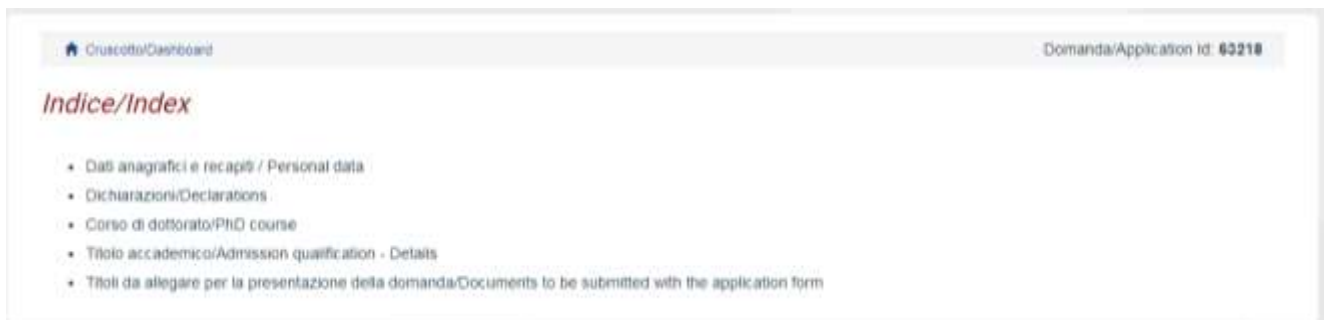 Cruscotto/Dashboard
Domanda/Application Id: 63218
Indice/Index
Dati anagrafici e recapiti / Personal data
Dichiarazioni/Declarations
Corso di dottorato/PhD course
Titolo accademico/Admission qualification - Details
Titoli da allegare per la presentazione della domanda/Documents to be submitted with the application form